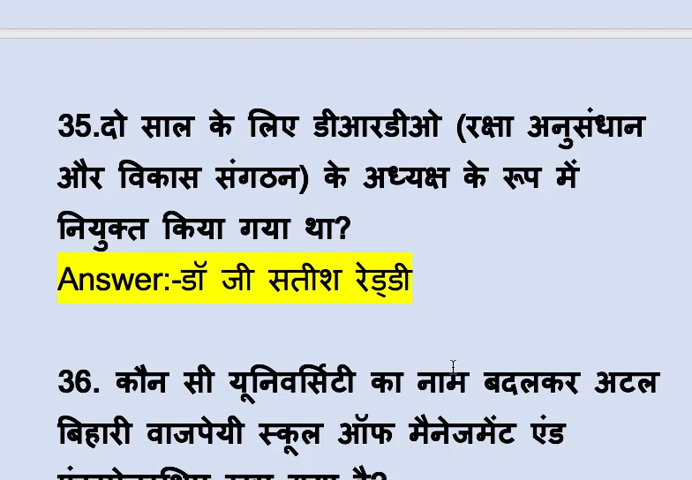 35.दो साल के लिए डीआरडीओ (रक्षा अनुसंधान
और विकास संगठन) के अध्यक्ष के रूप में
नियुक्त किया गया था?
Answer:-डॉ जी सतीश रेड्डी
36. कौन सी यूनिवर्सिटी का नाम बदलकर अटल
बिहारी वाजपेयी स्कूल ऑफ मैनेजमेंट एंड